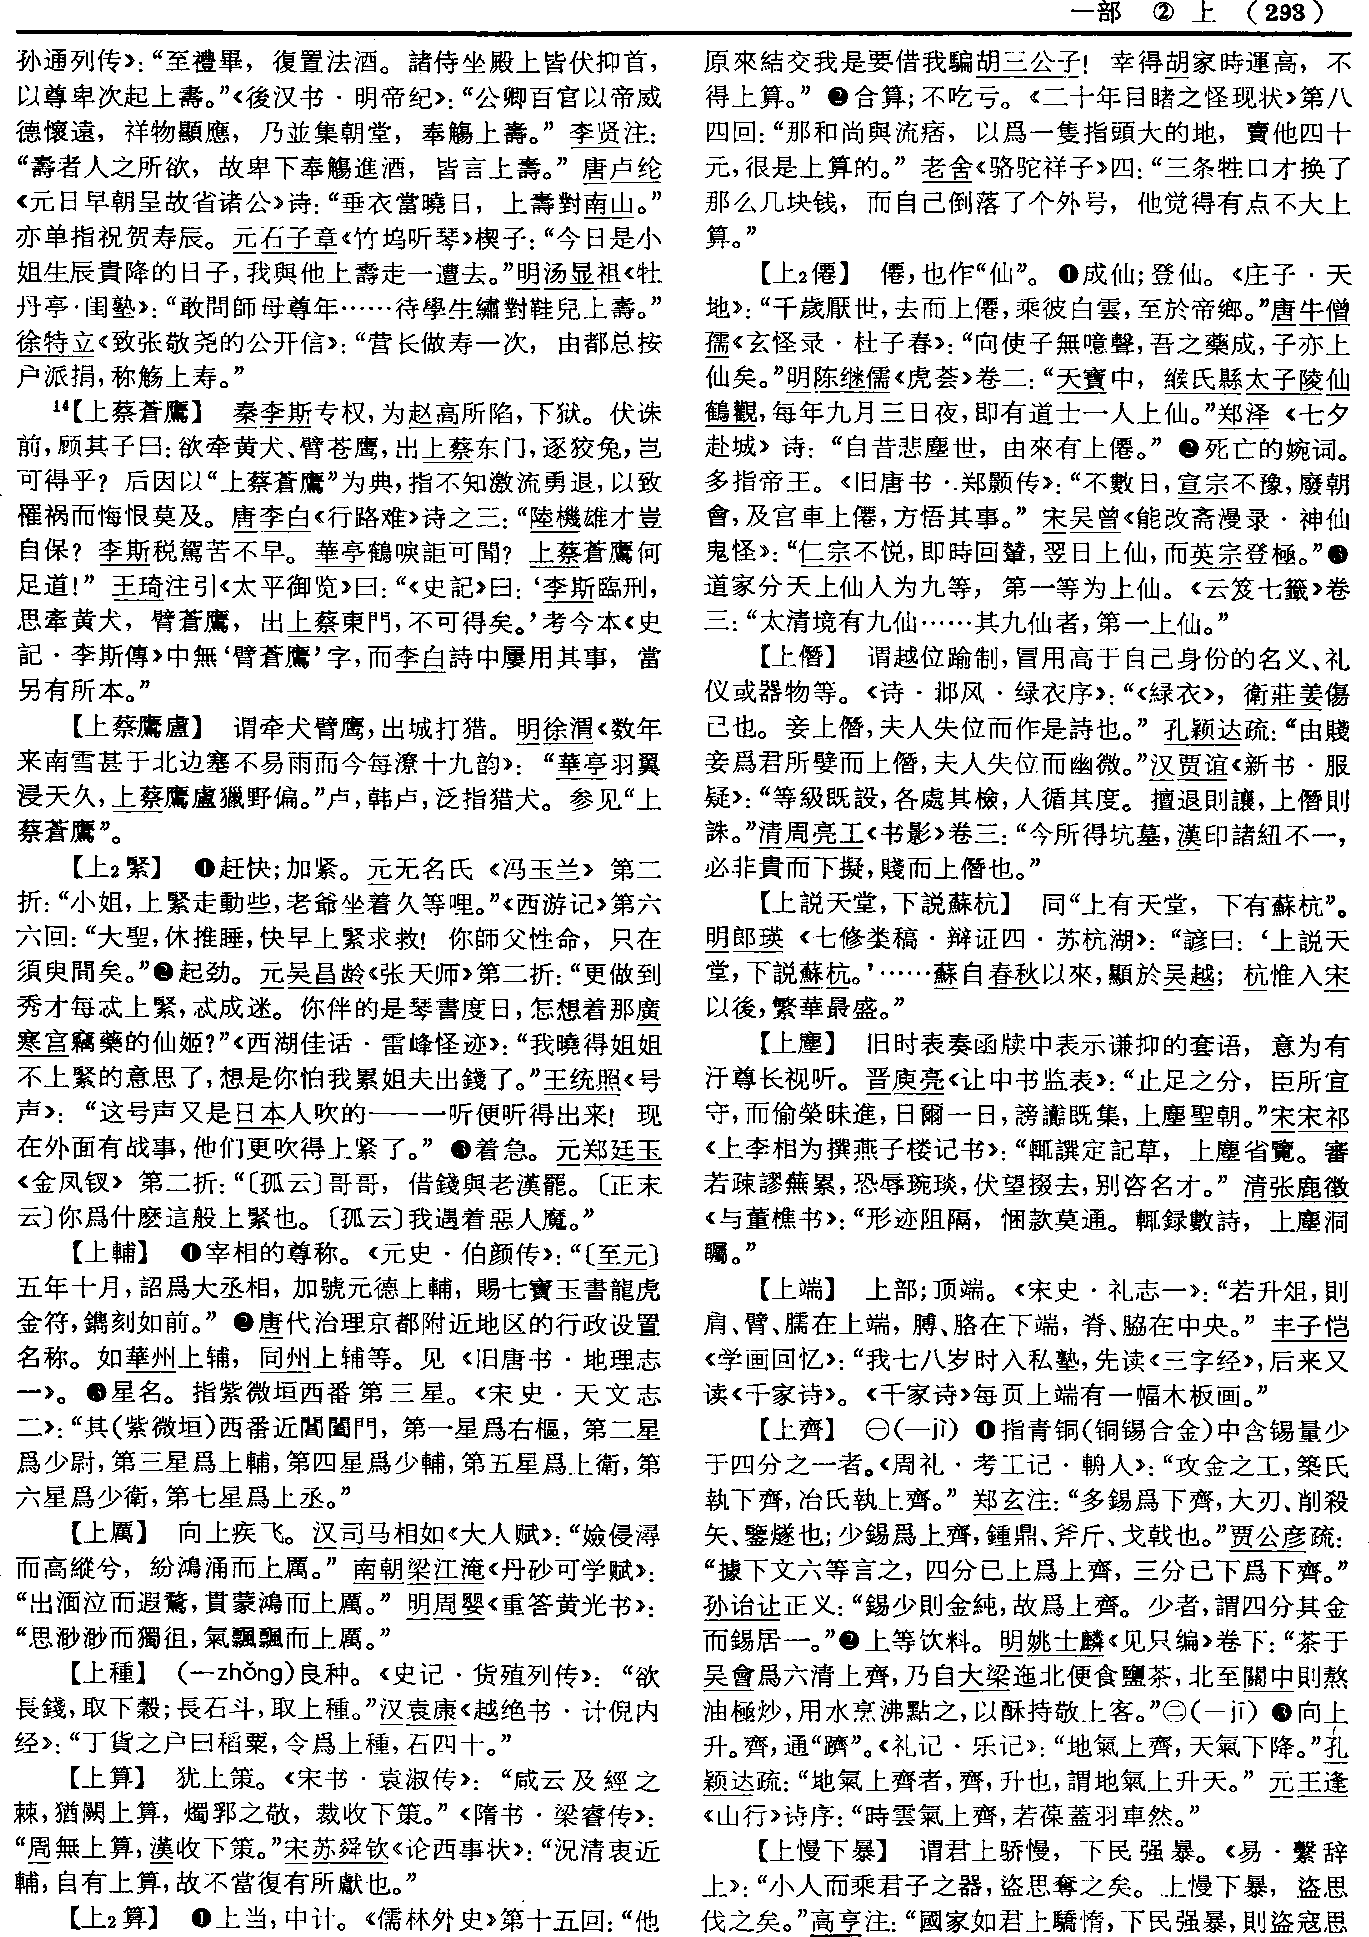 一部 ② 上 （293）
孙通列传》：“至禮畢，復置法酒。諸侍坐殿上皆伏抑首，
以尊卑次起上壽。”《後汉书·明帝纪》：“公卿百官以帝威
德懷遠，祥物顯應，乃並集朝堂，奉觴上壽。”李贤注：
“壽者人之所欲，故卑下奉觴進酒，皆言上壽。”唐卢纶
《元日早朝呈故省诸公》诗：“垂衣當曉日，上壽對南山。”
亦单指祝贺寿辰。元石子章《竹坞听琴》楔子：“今日是小
姐生辰貴降的日子，我與他上壽走一遭去。”明汤显祖《牡
丹亭·闺塾》：“敢問師母尊年……待學生繡對鞋兒上壽。”
徐特立《致张敬尧的公开信》：“营长做寿一次，由都总按
户派捐，称觞上寿。”
14【上蔡蒼鷹】 秦李斯专权，为赵高所陷，下狱。伏诛
前，顾其子曰：欲牵黄犬、臂苍鹰，出上蔡东门，逐狡兔，岂
可得乎？后因以“上蔡蒼鷹”为典，指不知激流勇退，以致
罹祸而悔恨莫及。唐李白《行路难》诗之三：“陸機雄才豈
自保？李斯税駕苦不早。華亭鶴唳詎可聞？上蔡蒼鷹何
足道！”王琦注引《太平御览》曰：“《史記》曰：‘李斯臨刑，
思牽黄犬，臂蒼鷹，出上蔡東門，不可得矣。’考今本《史
記·李斯傳》中無‘臂蒼鷹’字，而李白詩中屢用其事，當
另有所本。”
【上蔡鷹盧】 谓牵犬臂鹰，出城打猎。明徐渭《数年
来南雪甚于北边塞不易雨而今每潦十九韵》：“華亭羽翼
浸天久，上蔡鷹盧獵野偏。”卢，韩卢，泛指猎犬。参见“上
蔡蒼鷹”。
【上2緊】 ❶赶快；加紧。元无名氏《冯玉兰》第二
折：“小姐，上緊走動些，老爺坐着久等哩。”《西游记》第六
六回：“大聖，休推睡，快早上緊求救！你師父性命，只在
須臾間矣。”❷起劲。元吴昌龄《张天师》第二折：“更做到
秀才每忒上緊，忒成迷。你伴的是琴書度日，怎想着那廣
寒宫竊藥的仙姬？”《西湖佳话·雷峰怪迹》：“我曉得姐姐
不上緊的意思了，想是你怕我累姐夫出錢了。”王统照《号
声》：“这号声又是日本人吹的——一听便听得出来！现
在外面有战事，他们更吹得上紧了。”❸着急。元郑廷玉
《金凤钗》第二折：“〔孤云〕哥哥，借錢與老漢罷。〔正末
云〕你爲什麽這般上緊也。〔孤云〕我遇着惡人魔。”
【上輔】 ❶宰相的尊称。《元史·伯颜传》：“〔至元〕
五年十月，詔爲大丞相，加號元德上輔，賜七寶玉書龍虎
金符，鐫刻如前。”❷唐代治理京都附近地区的行政设置
名称。如華州上辅，同州上辅等。见《旧唐书·地理志
一》。❸星名。指紫微垣西番第三星。《宋史·天文志
二》：“其（紫微垣）西番近閶闔門，第一星爲右樞，第二星
爲少尉，第三星爲上輔，第四星爲少輔，第五星爲上衛，第
六星爲少衛，第七星爲上丞。”
【上厲】 向上疾飞。汉司马相如《大人赋》：“嬐侵潯
而高縱兮，紛鴻涌而上厲。”南朝梁江淹《丹砂可学赋》：
“出湎泣而遐騖，貫蒙鴻而上厲。”明周婴《重答黄光书》：
“思渺渺而獨徂，氣飄飄而上厲。”
【上種】 （一zhǒng）良种。《史记·货殖列传》：“欲
長錢，取下穀；長石斗，取上種。”汉袁康《越绝书·计倪内
经》：“丁貨之户曰稻粟，令爲上種，石四十。”
【上算】 犹上策。《宋书·袁淑传》：“咸云及經之
棘，猶闕上算，燭郛之敬，裁收下策。”《隋书·梁睿传》：
“周無上算，漢收下策。”宋苏舜钦《论西事状》：“況清衷近
輔，自有上算，故不當復有所獻也。”
【上2算】 ❶上当，中计。《儒林外史》第十五回：“他
原來結交我是要借我騙胡三公子！幸得胡家時運高，不
得上算。”❷合算；不吃亏。《二十年目睹之怪现状》第八
四回：“那和尚與流痞，以爲一隻指頭大的地，賣他四十
元，很是上算的。”老舍《骆驼祥子》四：“三条牲口才换了
那么几块钱，而自己倒落了个外号，他觉得有点不大上
算。”
【上2僊】 僊，也作“仙”。❶成仙；登仙。《庄子·天
地》：“千歲厭世，去而上僊，乘彼白雲，至於帝鄉。”唐牛僧
孺《玄怪录·杜子春》：“向使子無噫聲，吾之藥成，子亦上
仙矣。”明陈继儒《虎荟》卷二：“天寶中，緱氏縣太子陵仙
鶴觀，每年九月三日夜，即有道士一人上仙。”郑泽《七夕
赴城》诗：“自昔悲塵世，由來有上僊。”❷死亡的婉词。
多指帝王。《旧唐书·郑颢传》：“不數日，宣宗不豫，廢朝
會，及宫車上僊，方悟其事。”宋吴曾《能改斋漫录·神仙
鬼怪》：“仁宗不悦，即時回輦，翌日上仙，而英宗登極。”❸
道家分天上仙人为九等，第一等为上仙。《云笈七籤》卷
三：“太清境有九仙……其九仙者，第一上仙。”
【上僭】 谓越位踰制，冒用高于自己身份的名义、礼
仪或器物等。《诗·邶风·绿衣序》：“《緑衣》，衛莊姜傷
己也。妾上僭，夫人失位而作是詩也。”孔颖达疏：“由賤
妾爲君所嬖而上僭，夫人失位而幽微。”汉贾谊《新书·服
疑》：“等級既設，各處其檢，人循其度。擅退則讓，上僭則
誅。”清周亮工《书影》卷三：“今所得坑墓，漢印諸紐不一，
必非貴而下擬，賤而上僭也。”
【上説天堂，下説蘇杭】 同“上有天堂，下有蘇杭”。
明郎瑛《七修类稿·辩证四·苏杭湖》：“諺曰：‘上説天
堂，下説蘇杭。’……蘇自春秋以來，顯於吴越；杭惟入宋
以後，繁華最盛。”
【上塵】 旧时表奏函牍中表示谦抑的套语，意为有
汙尊长视听。晋庾亮《让中书监表》：“止足之分，臣所宜
守，而偷榮昧進，日爾一日，謗讟既集，上塵聖朝。”宋宋祁
《上李相为撰燕子楼记书》：“輒譔定記草，上塵省覽。審
若疎謬蕪累，恐辱琬琰，伏望掇去，别咨名才。”清张鹿徵
《与董樵书》：“形迹阻隔，悃款莫通。輒録數詩，上塵洞
矚。”
【上端】 上部；顶端。《宋史·礼志一》：“若升俎，則
肩、臂、臑在上端，膊、胳在下端，脊、脇在中央。”丰子恺
《学画回忆》：“我七八岁时入私塾，先读《三字经》，后来又
读《千家诗》。《千家诗》每页上端有一幅木板画。”
【上齊】 ㊀（一jì）❶指青铜（铜锡合金）中含锡量少
于四分之一者。《周礼·考工记·輈人》：“攻金之工，築氏
執下齊，冶氏執上齊。”郑玄注：“多錫爲下齊，大刃、削殺
矢、鑒燧也；少錫爲上齊，鍾鼎、斧斤、戈戟也。”贾公彦疏：
“據下文六等言之，四分已上爲上齊，三分已下爲下齊。”
孙诒让正义：“錫少則金純，故爲上齊。少者，謂四分其金
而錫居一。”❷上等饮料。明姚士麟《见只编》卷下：“茶于
吴會爲六清上齊，乃自大梁迤北便食鹽茶，北至關中則熬
油極炒，用水烹沸點之，以酥持敬上客。”㊁（一jī）❸向上
升。齊，通“躋”。《礼记·乐记》：“地氣上齊，天氣下降。”孔
颖达疏：“地氣上齊者，齊，升也，謂地氣上升天。”元王逢
《山行》诗序：“時雲氣上齊，若葆蓋羽車然。”
【上慢下暴】 谓君上骄慢，下民强暴。《易·繫辞
上》：“小人而乘君子之器，盜思奪之矣。上慢下暴，盜思
伐之矣。”高亨注：“國家如君上驕惰，下民强暴，則盜寇思